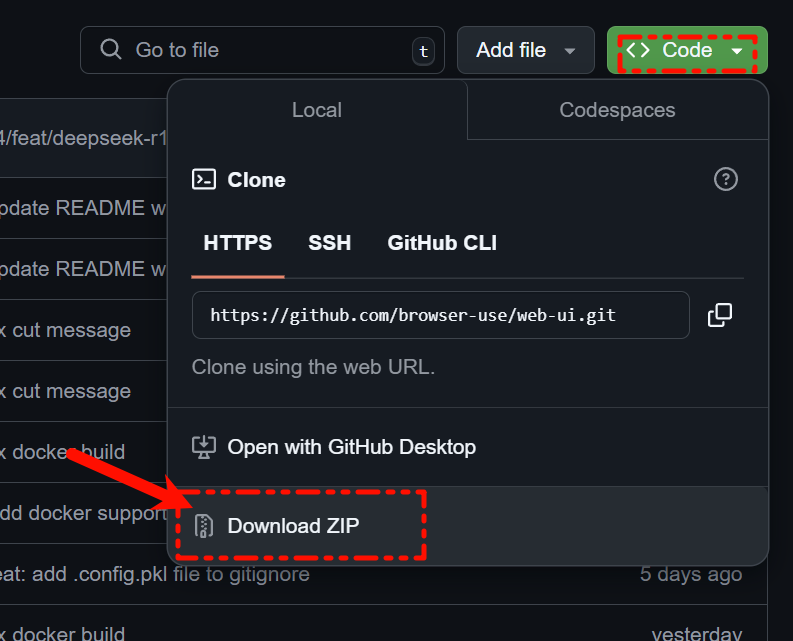 Go to file
t
Add file
<> Code
Local
Codespaces
4/feat/deepseek-r1
Clone
pdate README w
HTTPS
SSH
GitHub CLI
pdate README w
https://github.com/browser-use/web-ui.git
x cut message
Clone using the web URL.
x cut message
Open with GitHub Desktop
x docker build
dd docker support
Download ZIP
eat: add .config.pkl file to gitignore
5 days ago
x docker build
yesterday